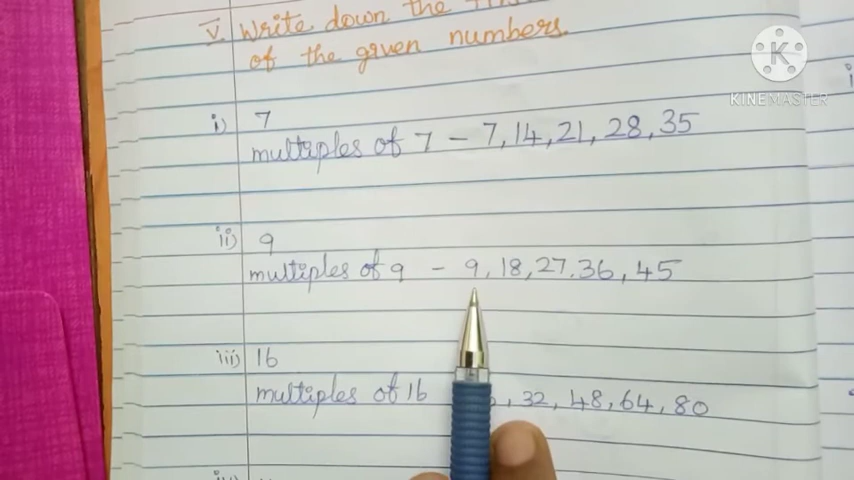 v. Write down the
of the given numbers.
i) 7
multiples of 7 - 7, 14, 21, 28, 35
ii) 9
multiples of 9 - 9, 18, 27. 36, 45
iii) 16
multiples of 16 , 32, 48, 64, 80
K
KINEMASTER